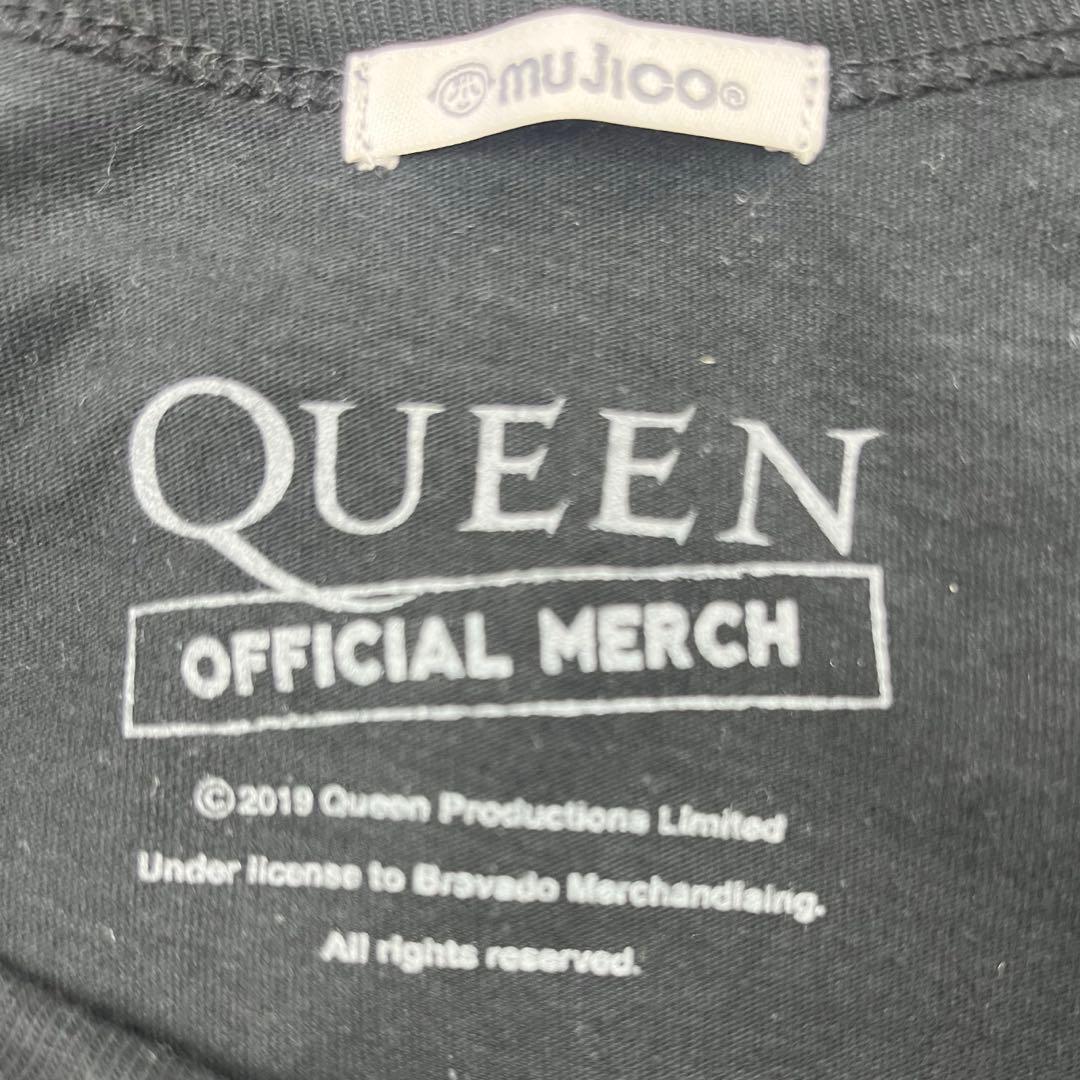 mujico
QUEEN
OFFICIAL MERCH
©2019 Queen Productions Limited
Under license to Bravado Merchandising.
All rights reserved.